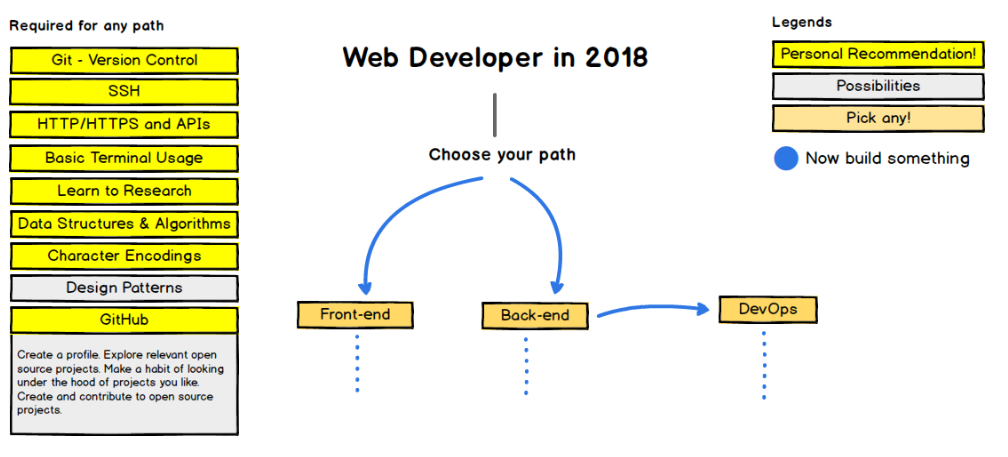 Required for any path
Git - Version Control
SSH
HTTP/HTTPS and APIs
Basic Terminal Usage
Learn to Research
Data Structures & Algorithms
Character Encodings
Design Patterns
GitHub
Create a profile. Explore relevant open
source projects. Make a habit of looking
under the hood of projects you like.
Create and contribute to open source
projects.
Web Developer in 2018
Choose your path
Front-end
Back-end
DevOps
Legends
Personal Recommendation!
Possibilities
Pick any!
Now build something